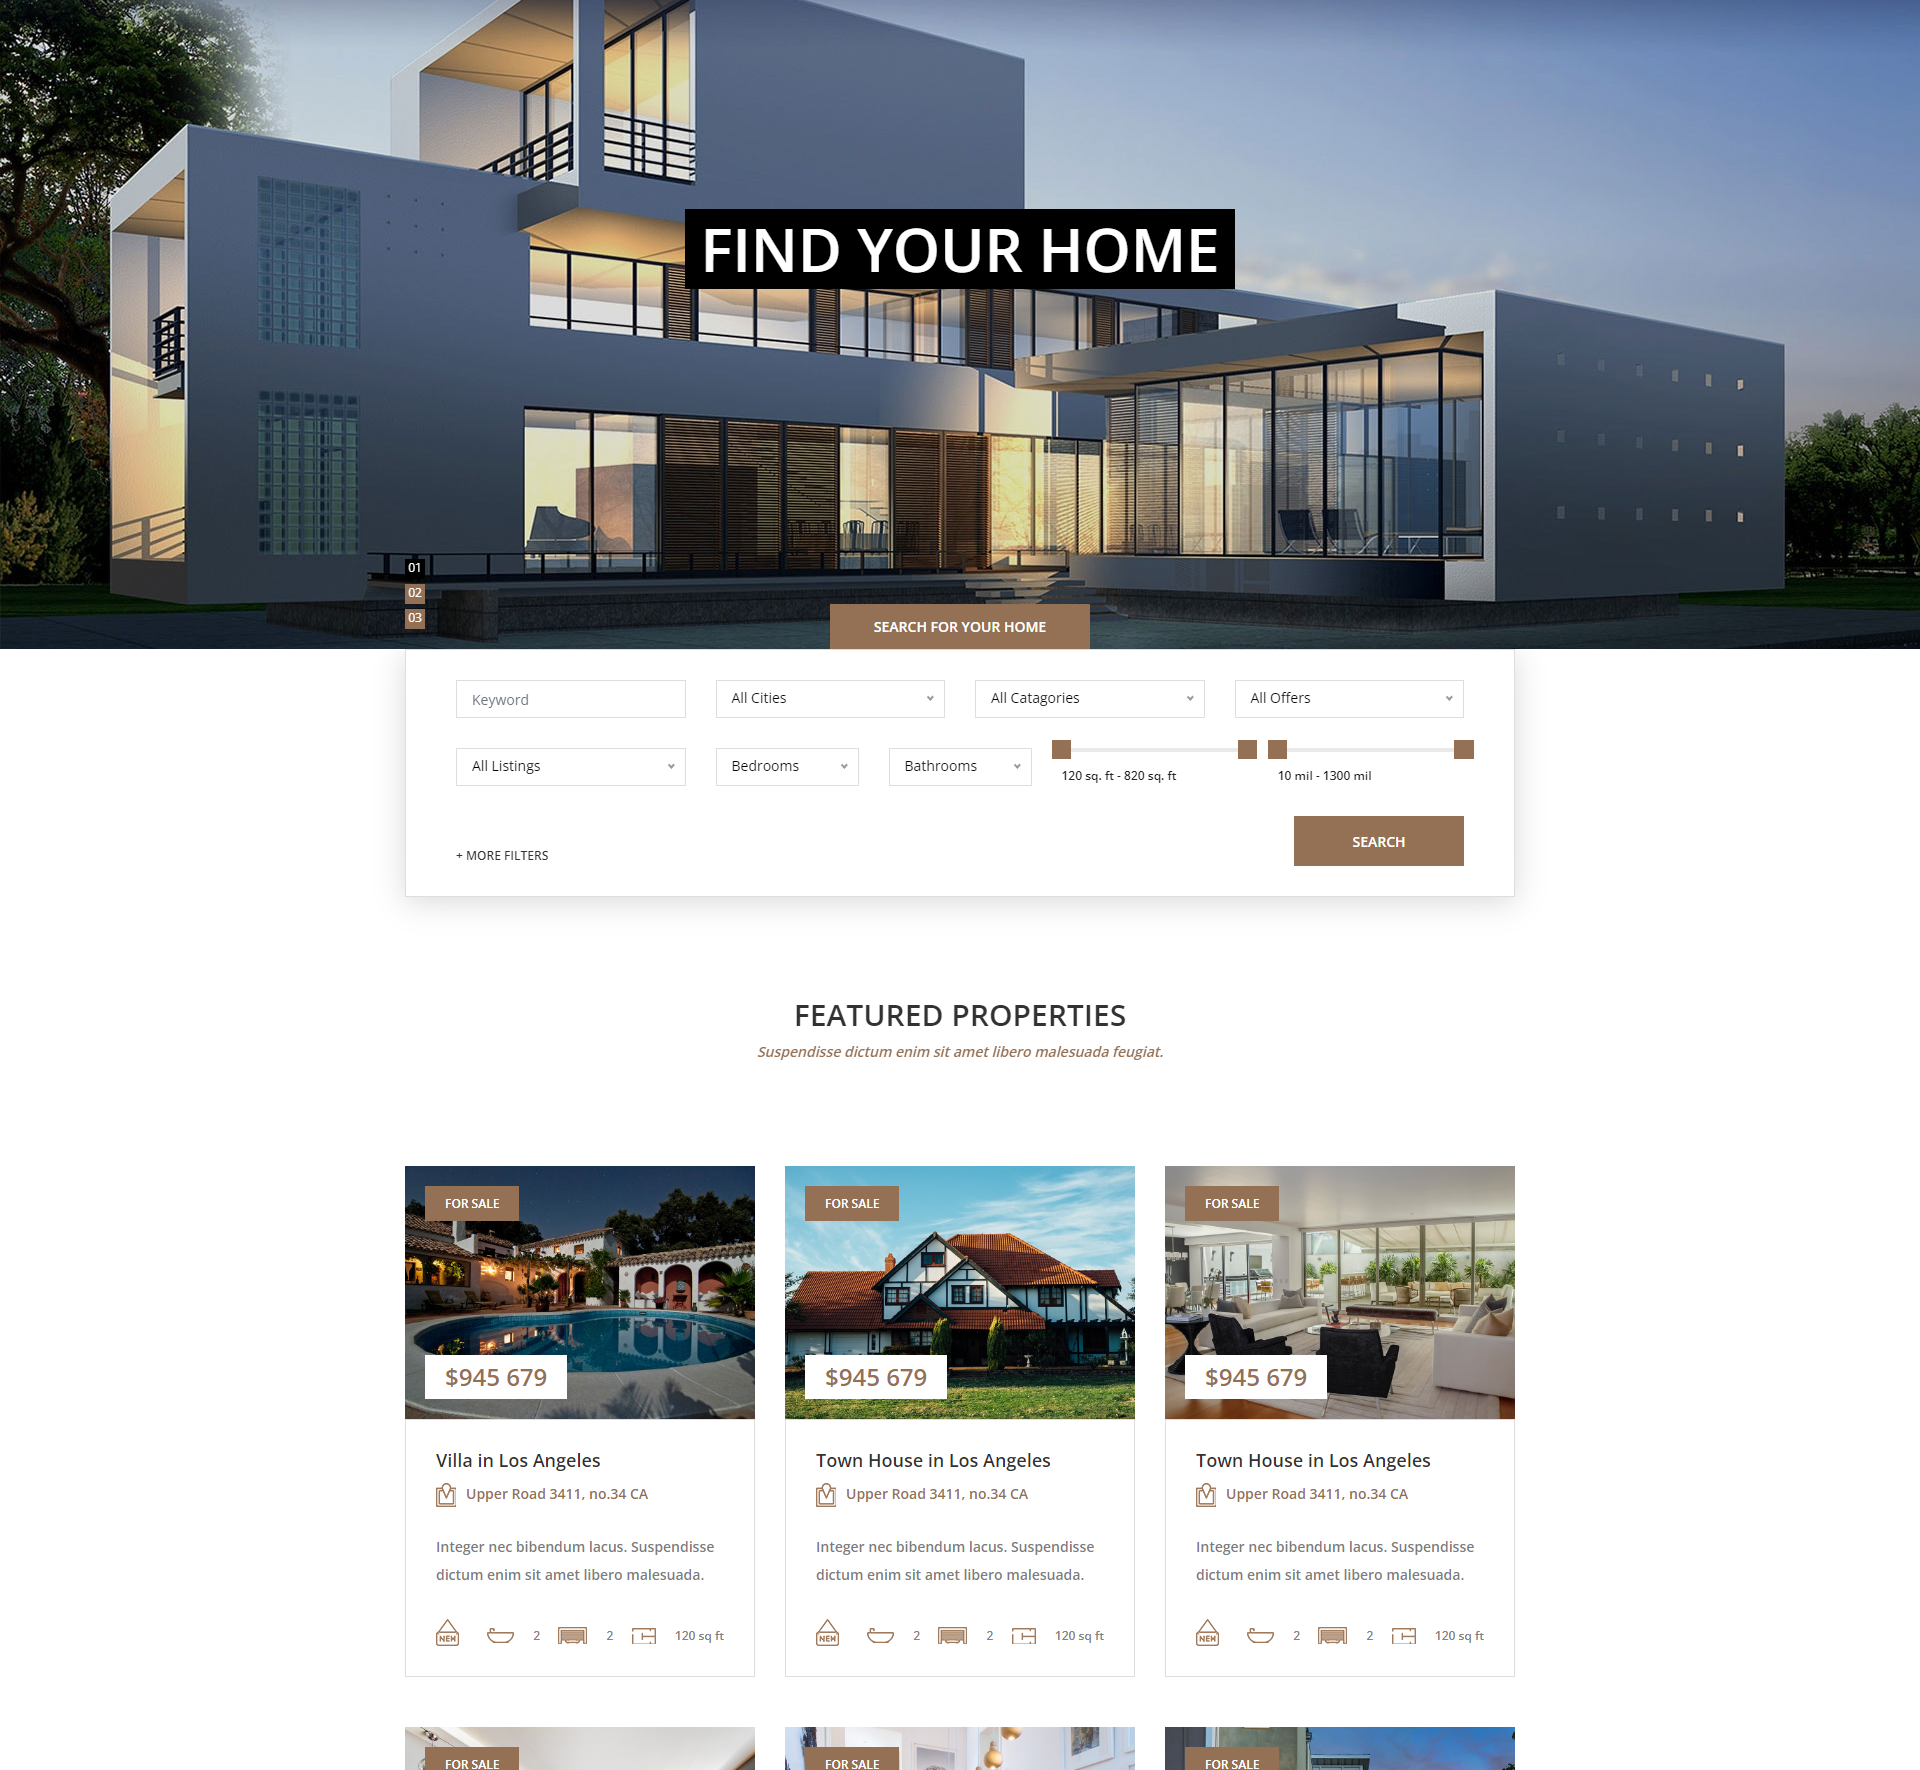 FIND YOUR HOME
01
02
03
SEARCH FOR YOUR HOME
Keyword
All Cities
All Catagories
All Offers
All Listings
Bedrooms
Bathrooms
120 sq. ft - 820 sq. ft
10 mil - 1300 mil
+ MORE FILTERS
SEARCH
FEATURED PROPERTIES
Suspendisse dictum enim sit amet libero malesuada feugiat.
FOR SALE
$945 679
Villa in Los Angeles
Upper Road 3411, no.34 CA
Integer nec bibendum lacus. Suspendisse
dictum enim sit amet libero malesuada.
NEW 2 2 120 sq ft
FOR SALE
$945 679
Town House in Los Angeles
Upper Road 3411, no.34 CA
Integer nec bibendum lacus. Suspendisse
dictum enim sit amet libero malesuada.
NEW 2 2 120 sq ft
FOR SALE
$945 679
Town House in Los Angeles
Upper Road 3411, no.34 CA
Integer nec bibendum lacus. Suspendisse
dictum enim sit amet libero malesuada.
NEW 2 2 120 sq ft
FOR SALE
FOR SALE
FOR SALE